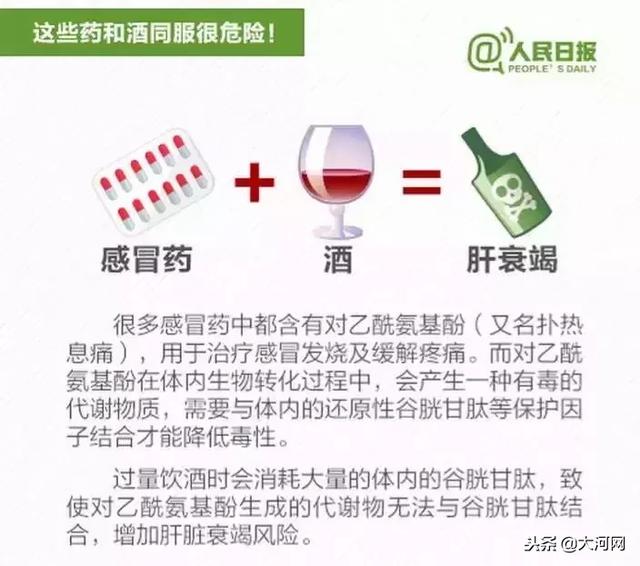 这些药和酒同服很危险！
@人民日报
PEOPLE'S DAILY
感冒药
酒
肝衰竭
很多感冒药中都含有对乙酰氨基酚（又名扑热
息痛），用于治疗感冒发烧及缓解疼痛。而对乙酰
氨基酚在体内生物转化过程中，会产生一种有毒的
代谢物质，需要与体内的还原性谷胱甘肽等保护因
子结合才能降低毒性。
过量饮酒时会消耗大量的体内的谷胱甘肽，致
使对乙酰氨基酚生成的代谢物无法与谷胱甘肽结
合，增加肝脏衰竭风险。
头条@大河网